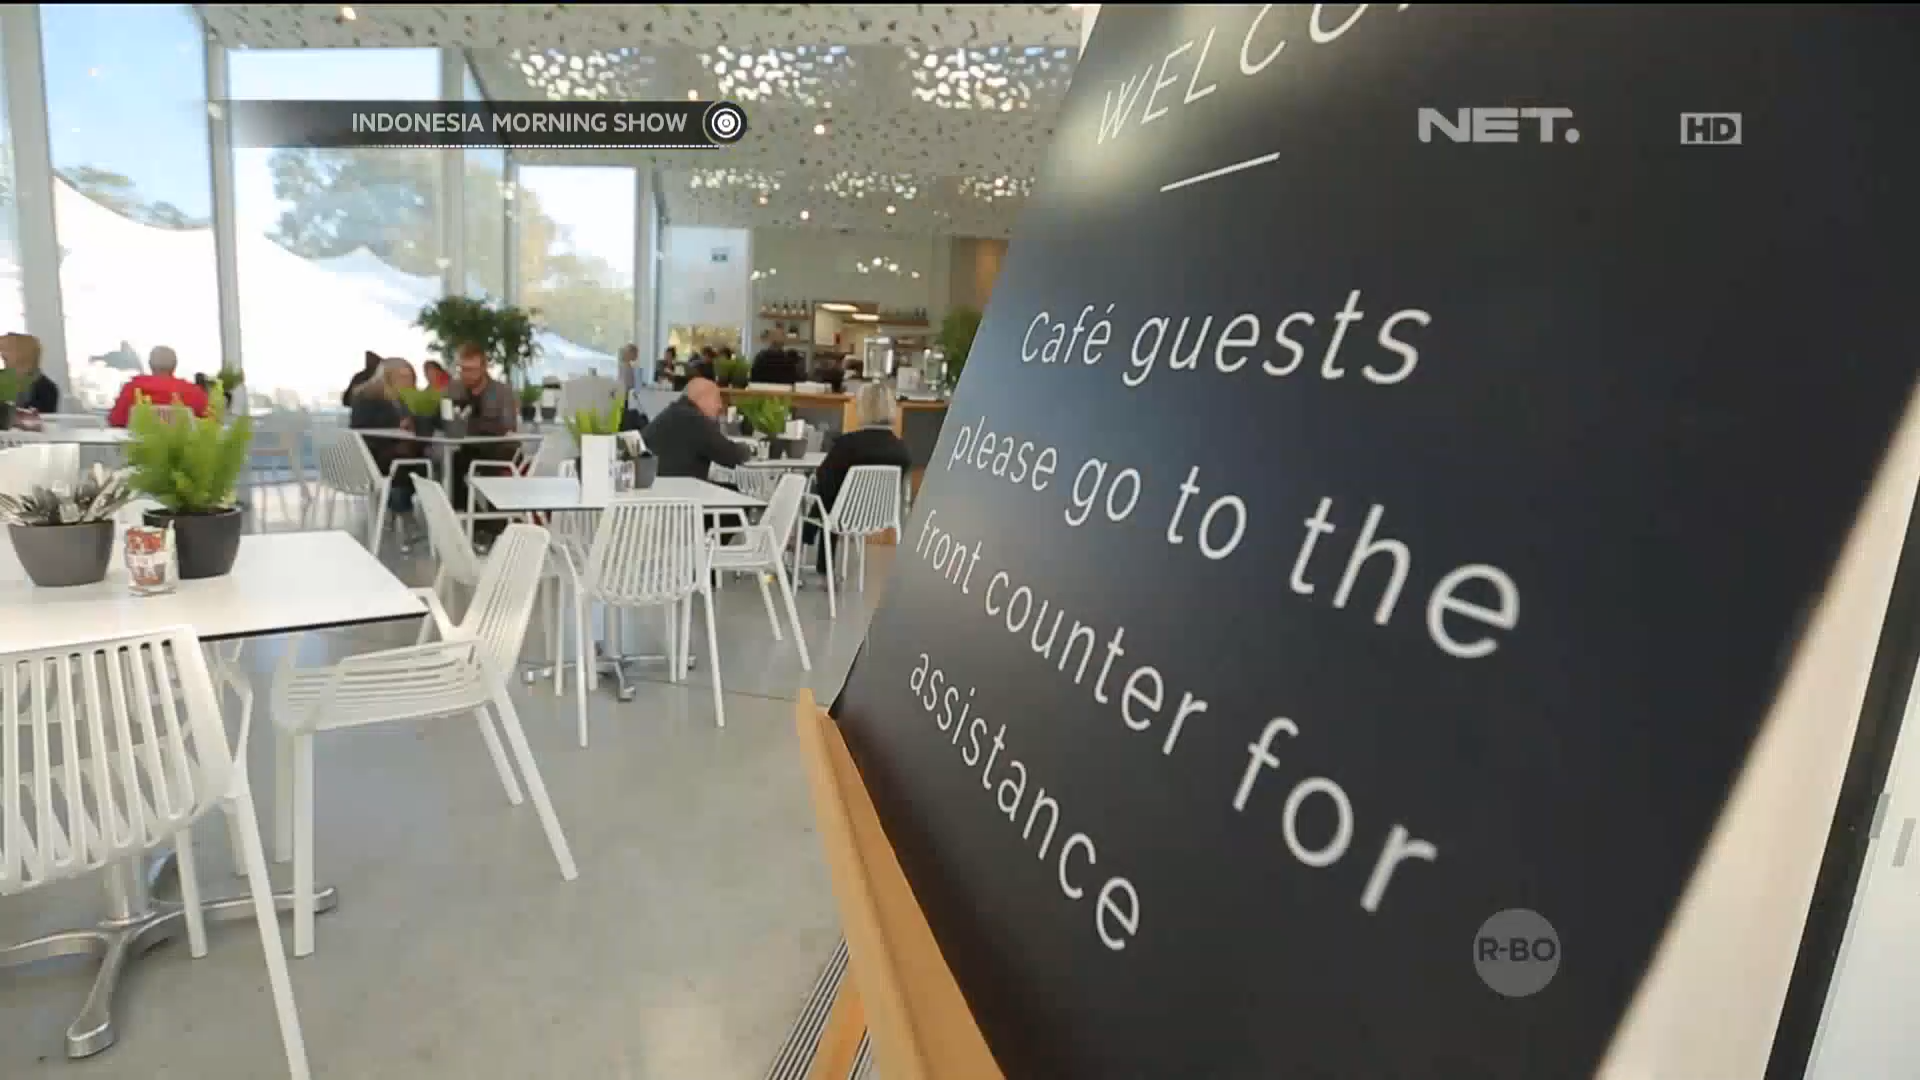 INDONESIA MORNING SHOW
NET.
HD
Café guests
please go to the
front counter for
assistance
R-BO